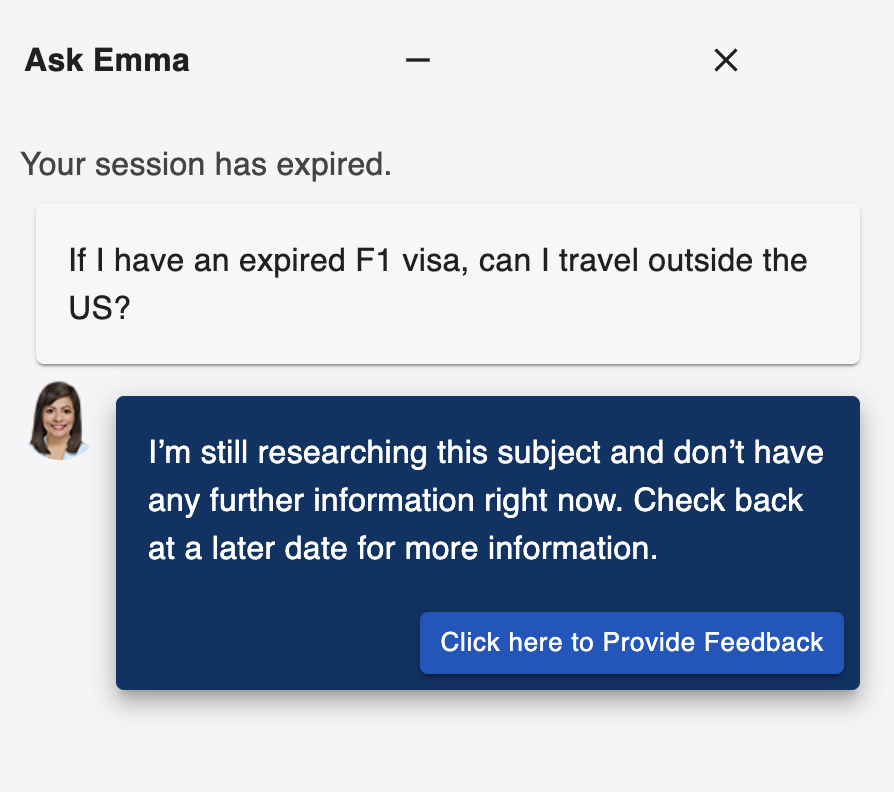 Ask Emma
Your session has expired.
If I have an expired F1 visa, can I travel outside the
US?
I’m still researching this subject and don’t have
any further information right now. Check back
at a later date for more information.
Click here to Provide Feedback